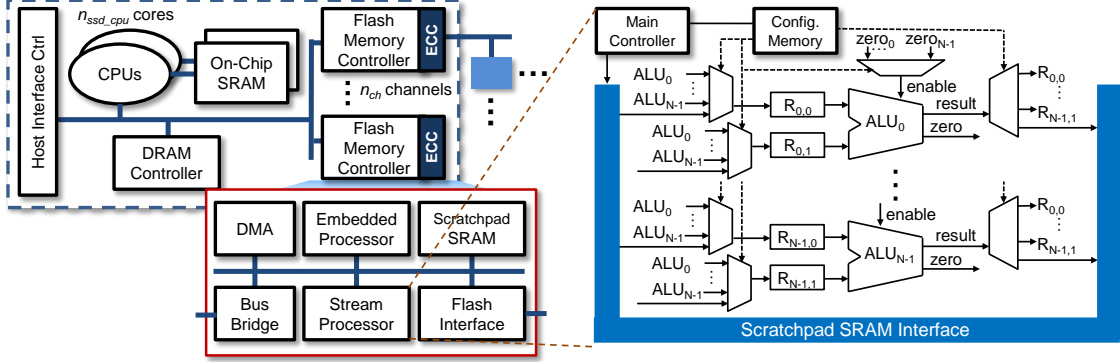 n_ssd_cpu cores
Host Interface Ctrl
CPUs
On-Chip
SRAM
DRAM
Controller
Flash
Memory
Controller
ECC
n_ch channels
Flash
Memory
Controller
ECC
DMA
Embedded
Processor
Scratchpad
SRAM
Bus
Bridge
Stream
Processor
Flash
Interface
Main
Controller
Config.
Memory
zero_0
zero_N-1
ALU_0
ALU_N-1
R_0,0
ALU_0
ALU_N-1
R_0,1
enable
ALU_0
result
zero
R_0,0
R_N-1,1
ALU_0
ALU_N-1
R_N-1,0
ALU_0
ALU_N-1
R_N-1,1
enable
ALU_N-1
result
zero
R_0,0
R_N-1,1
Scratchpad SRAM Interface